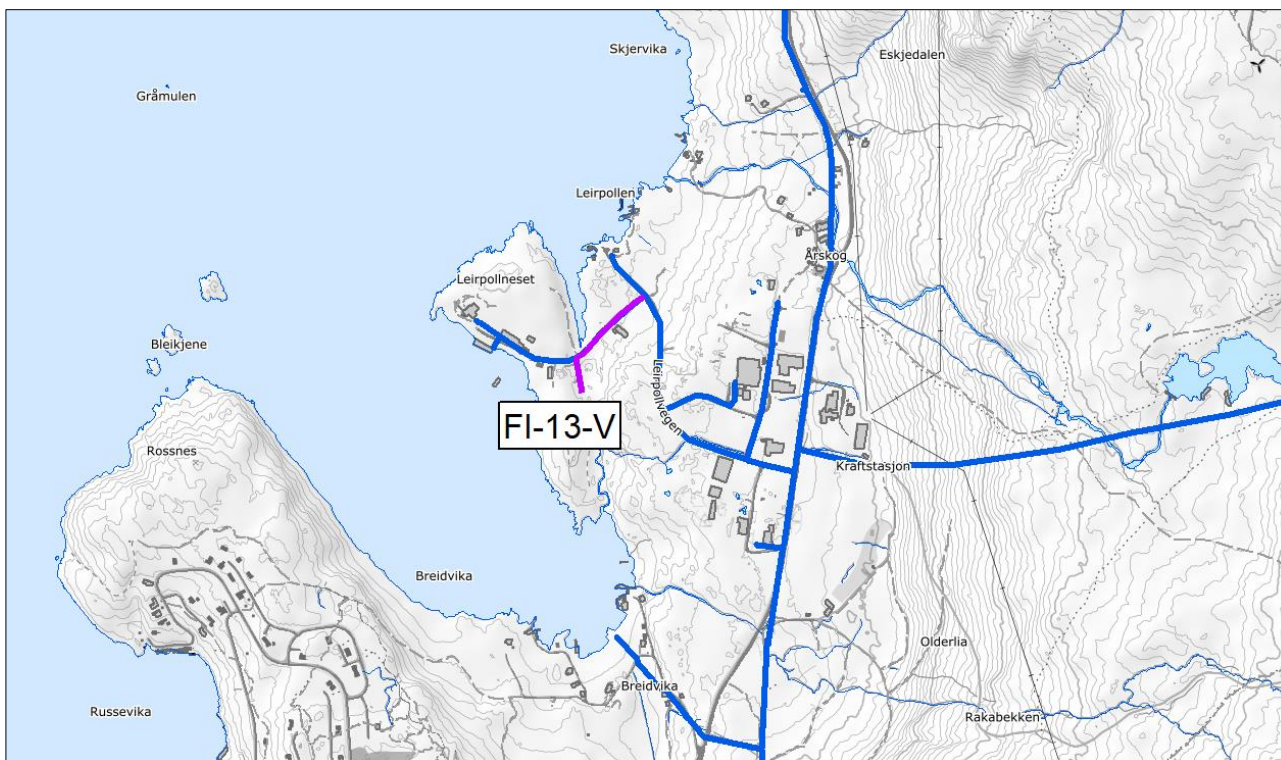 Skjervika
Eskjedalen
Gråmulen
Leirpollen
Årskog
Leirpollneset
Bleikjene
Leirpollvegen
FI-13-V
Rossnes
Kraftstasjon
Breidvika
Olderlia
Breidvika
Russevika
Rakabekken